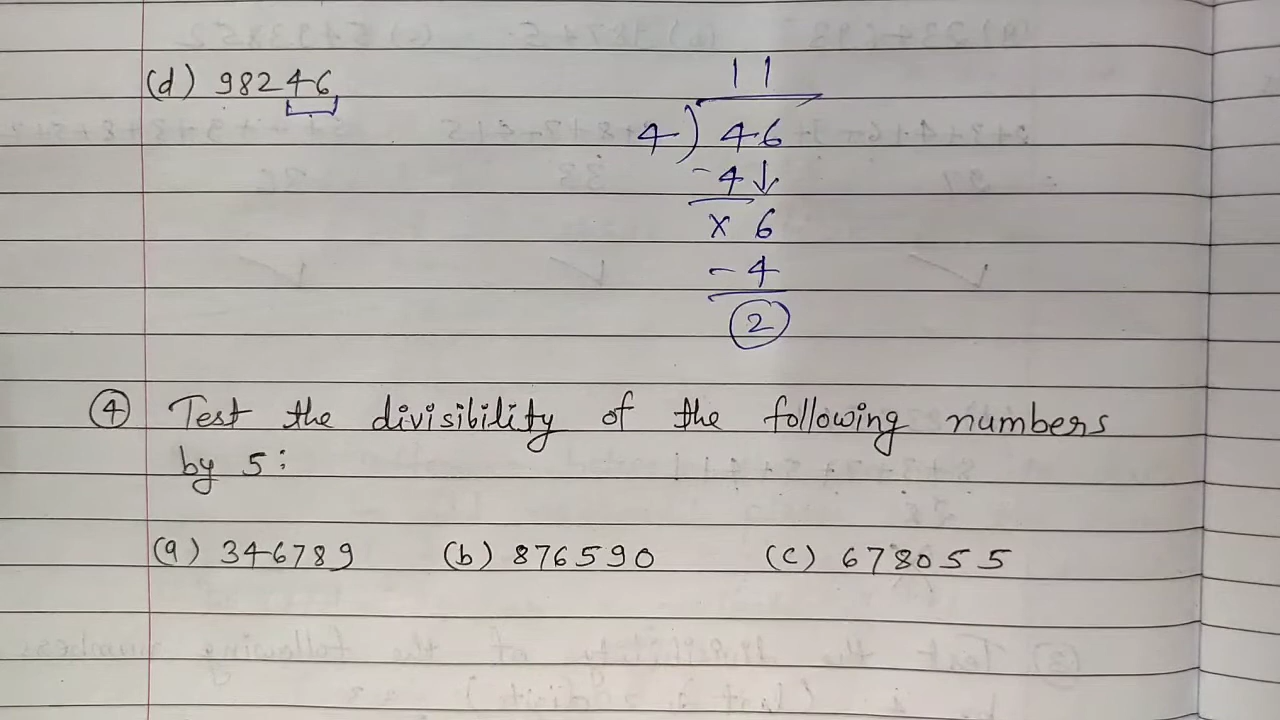 (d) 98246
11
4) 46
-4↓
x 6
-4
2
④ Test the divisibility of the following numbers
by 5:
(a) 346789 (b) 876590 (c) 678055